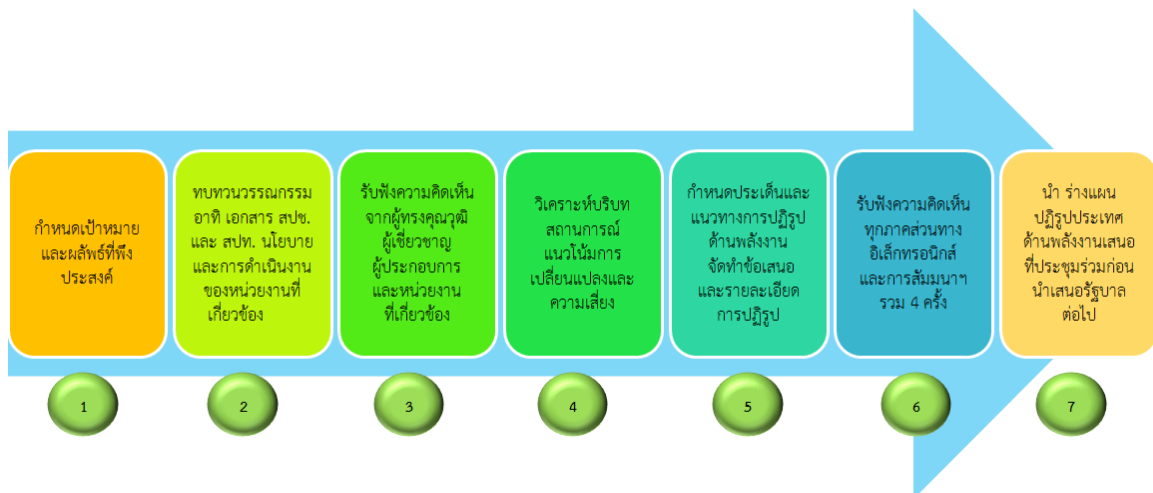 กำหนดเป้าหมาย
และผลัพธ์ที่พึง
ประสงค์
ทบทวนวรรณกรรม
อาทิ เอกสาร สปช.
และ สปท. นโยบาย
และการดำเนินงาน
ของหน่วยงานที่
เกี่ยวข้อง
รับฟังความคิดเห็น
จากผู้ทรงคุณวุฒิ
ผู้เชี่ยวชาญ
ผู้ประกอบการ
และหน่วยงาน
ที่เกี่ยวข้อง
วิเคราะห์บริบท
สถานการณ์
แนวโน้มการ
เปลี่ยนแปลงและ
ความเสี่ยง
กำหนดประเด็นและ
แนวทางการปฏิรูป
ด้านพลังงาน
จัดทำข้อเสนอ
และรายละเอียด
การปฏิรูป
รับฟังความคิดเห็น
ทุกภาคส่วนทาง
อิเล็กทรอนิกส์
และการสัมมนาฯ
รวม 4 ครั้ง
นำ ร่างแผน
ปฏิรูปประเทศ
ด้านพลังงานเสนอ
ที่ประชุมร่วมก่อน
นำเสนอรัฐบาล
ต่อไป
1
2
3
4
5
6
7